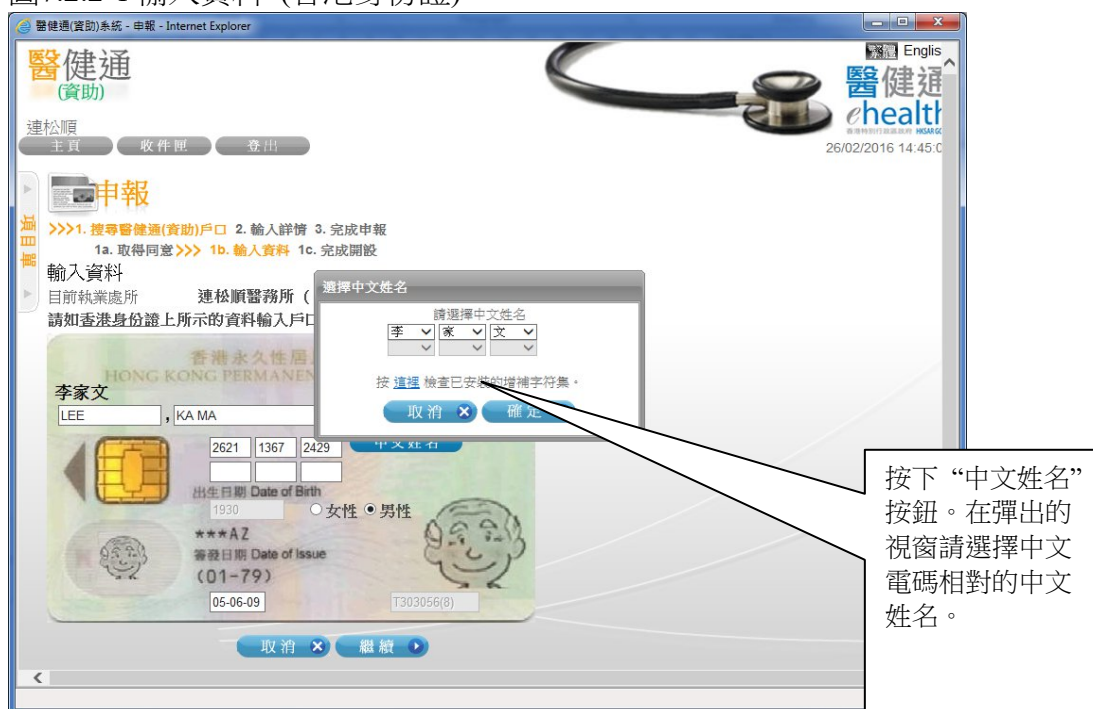 圖7.2.2-3 輸入資料 (香港身份證)
醫健通(資助)系統 - 申報 - Internet Explorer
醫健通
(資助)
Englis
醫健通
ehealth
26/02/2016 14:45:0
連松順
主頁
收件匣
登出
申報
項目單
>>>1. 搜尋醫健通(資助)戶口 2. 輸入詳情 3. 完成申報
1a. 取得同意>>> 1b. 輸入資料 1c. 完成開設
輸入資料
目前執業處所 連松順醫務所 (
請如香港身份證上所示的資料輸入戶口
選擇中文姓名
請選擇中文姓名
李 家 文
按 這裡 檢查已安裝的增補字符集。
取消
確定
香港永久性居
HONG KONG PERMANEN
李家文
LEE , KA MA
2621 1367 2429
中文姓名
出生日期 Date of Birth
1930 女性 男性
***AZ
簽發日期 Date of Issue
(01-79)
05-06-09 T303056(8)
取消
繼續
按下“中文姓名”
按鈕。在彈出的
視窗請選擇中文
電碼相對的中文
姓名。